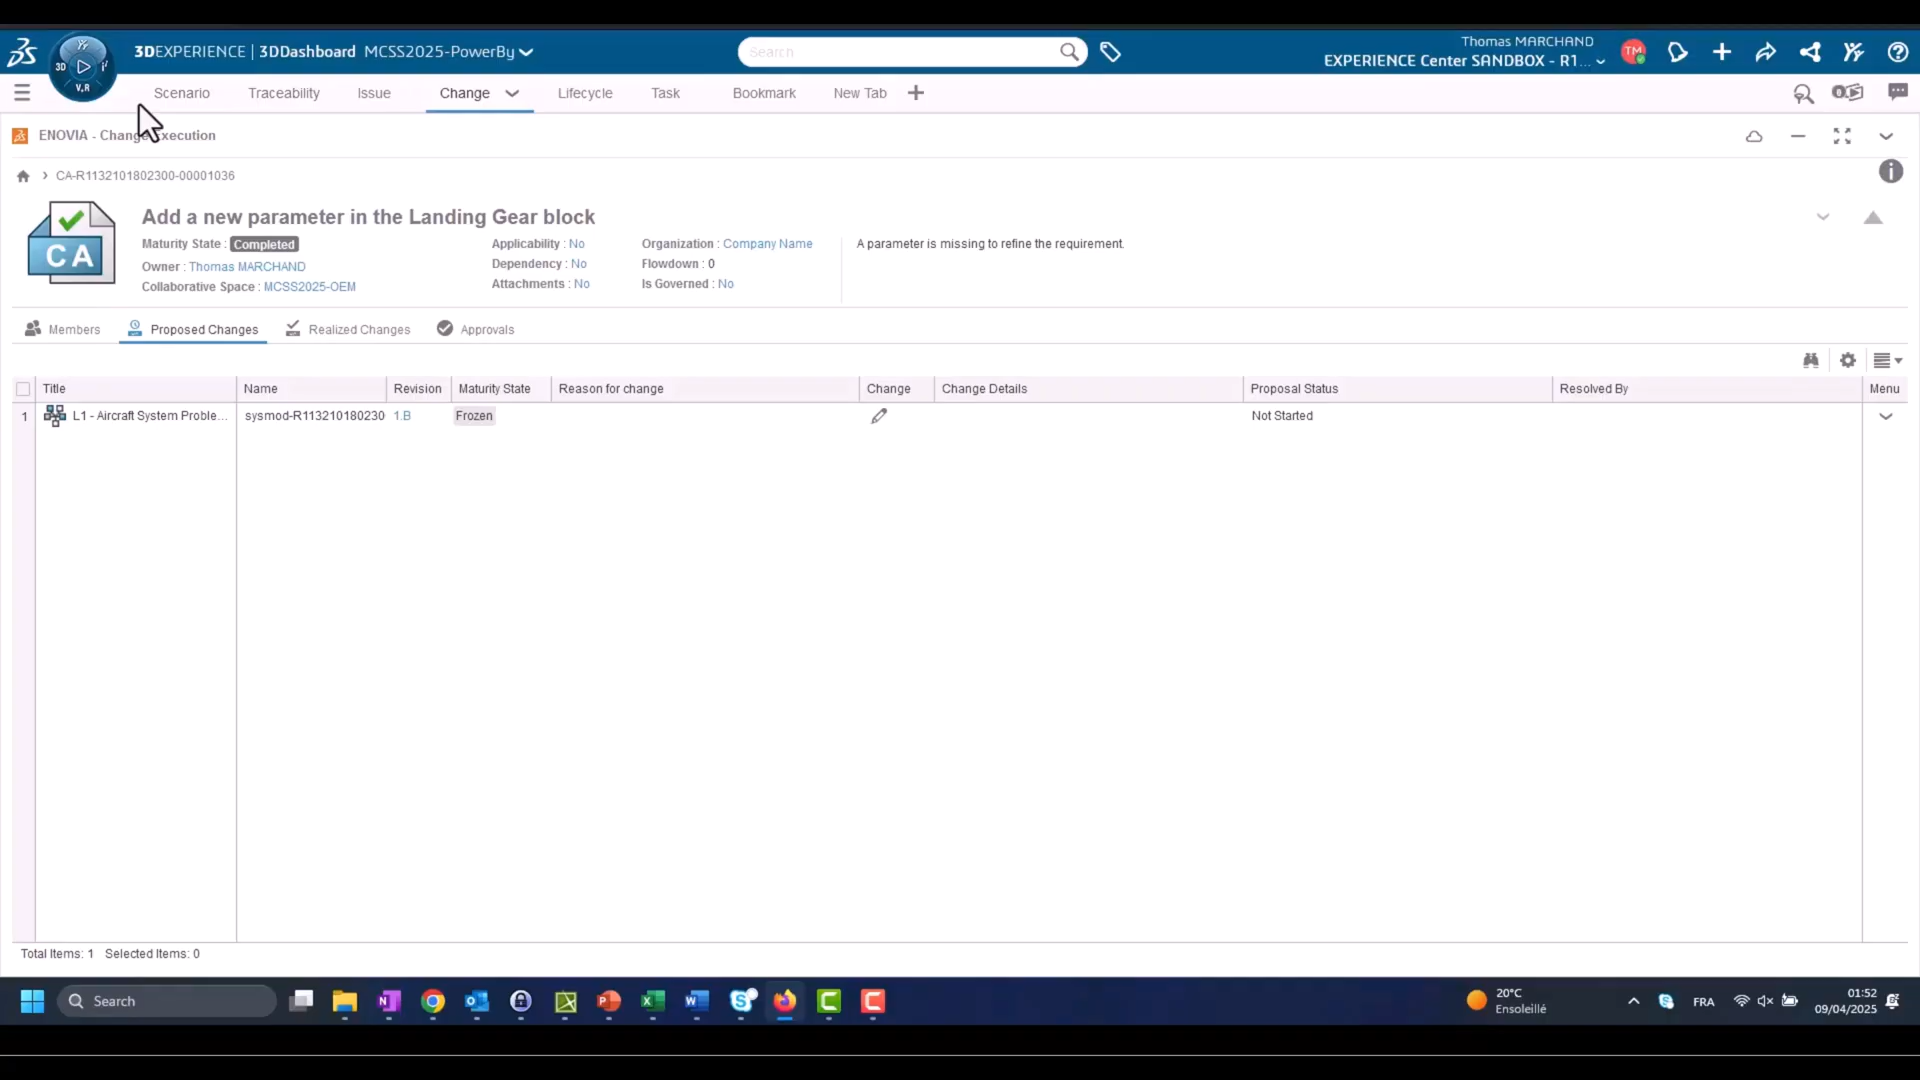 3DEXPERIENCE | 3DDashboard MCSS2025-PowerBy
Search
Thomas MARCHAND
EXPERIENCE Center SANDBOX - R1...
TM
3D
V.R
Scenario Traceability Issue Change Lifecycle Task Bookmark New Tab
ENOVIA - Change Execution
CA-R1132101802300-00001036
CA
Add a new parameter in the Landing Gear block
Maturity State : Completed
Owner : Thomas MARCHAND
Collaborative Space : MCSS2025-OEM
Applicability : No
Dependency : No
Attachments : No
Organization : Company Name
Flowdown : 0
Is Governed : No
A parameter is missing to refine the requirement.
Members Proposed Changes Realized Changes Approvals
Title Name Revision Maturity State Reason for change Change Change Details Proposal Status Resolved By Menu
1 L1 - Aircraft System Proble... sysmod-R113210180230 1.B Frozen Not Started
Total Items: 1 Selected Items: 0
Search
20°C
Ensoleillé
FRA
01:52
09/04/2025